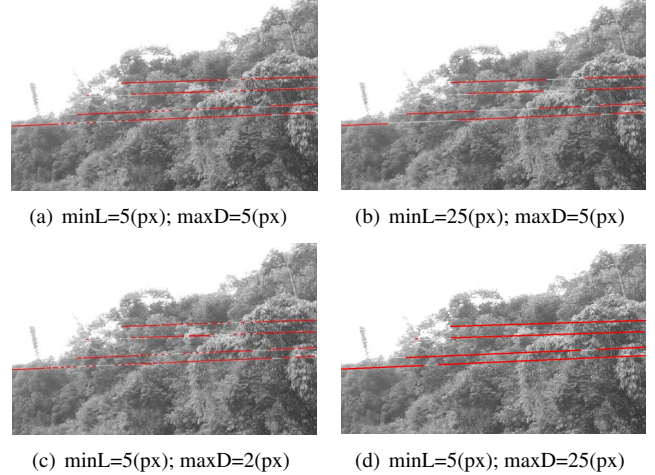 (a) minL=5(px); maxD=5(px)
(b) minL=25(px); maxD=5(px)
(c) minL=5(px); maxD=2(px)
(d) minL=5(px); maxD=25(px)